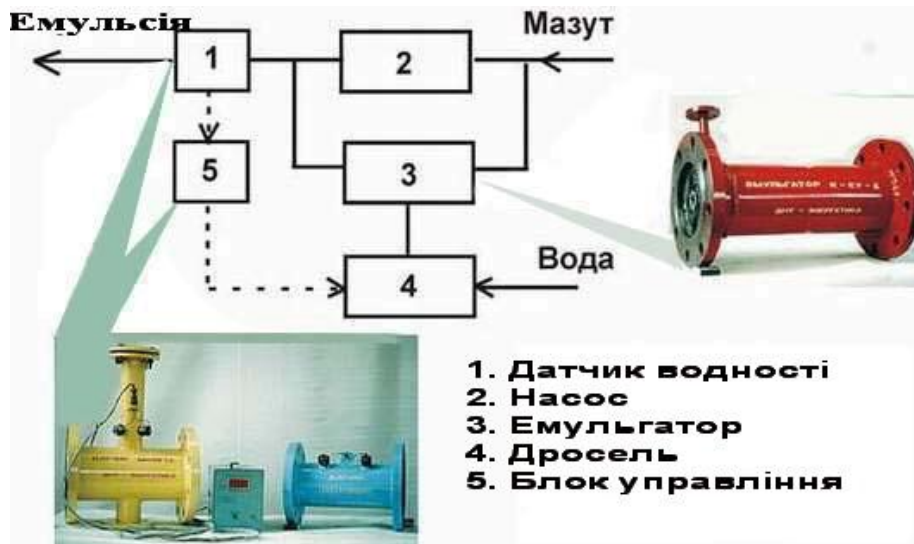 Емульсія
Мазут
1
2
5
3
4
Вода
ЭМУЛЬГАТОР
1. Датчик водності
2. Насос
3. Емульгатор
4. Дросель
5. Блок управління